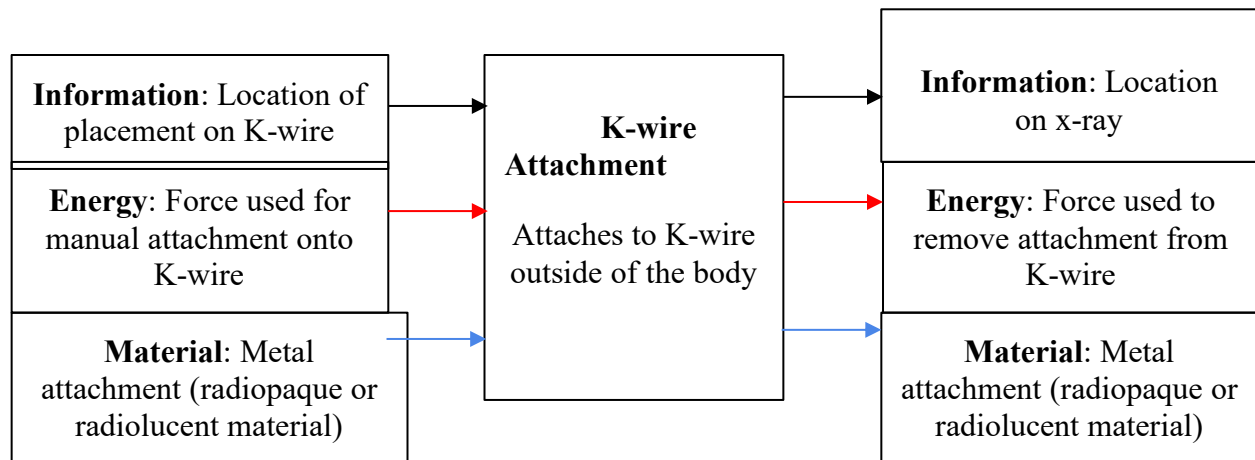 Information: Location of
placement on K-wire
Energy: Force used for
manual attachment onto
K-wire
Material: Metal
attachment (radiopaque or
radiolucent material)
K-wire
Attachment
Attaches to K-wire
outside of the body
Information: Location
on x-ray
Energy: Force used to
remove attachment from
K-wire
Material: Metal
attachment (radiopaque or
radiolucent material)